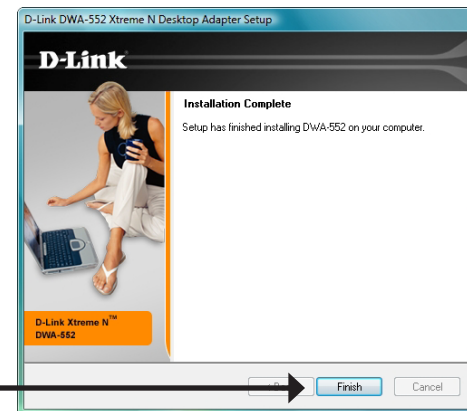 D-Link DWA-552 Xtreme N Desktop Adapter Setup
D-Link
Installation Complete
Setup has finished installing DWA-552 on your computer.
D-Link Xtreme N™
DWA-552
Finish
Cancel